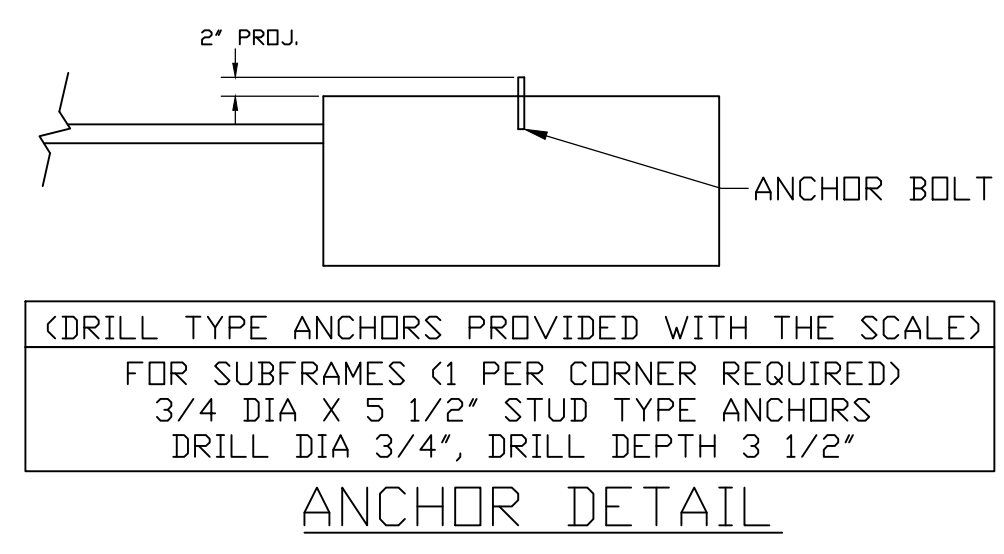 2" PROJ.
ANCHOR BOLT
(DRILL TYPE ANCHORS PROVIDED WITH THE SCALE)
FOR SUBFRAMES (1 PER CORNER REQUIRED)
3/4 DIA X 5 1/2" STUD TYPE ANCHORS
DRILL DIA 3/4", DRILL DEPTH 3 1/2"
ANCHOR DETAIL